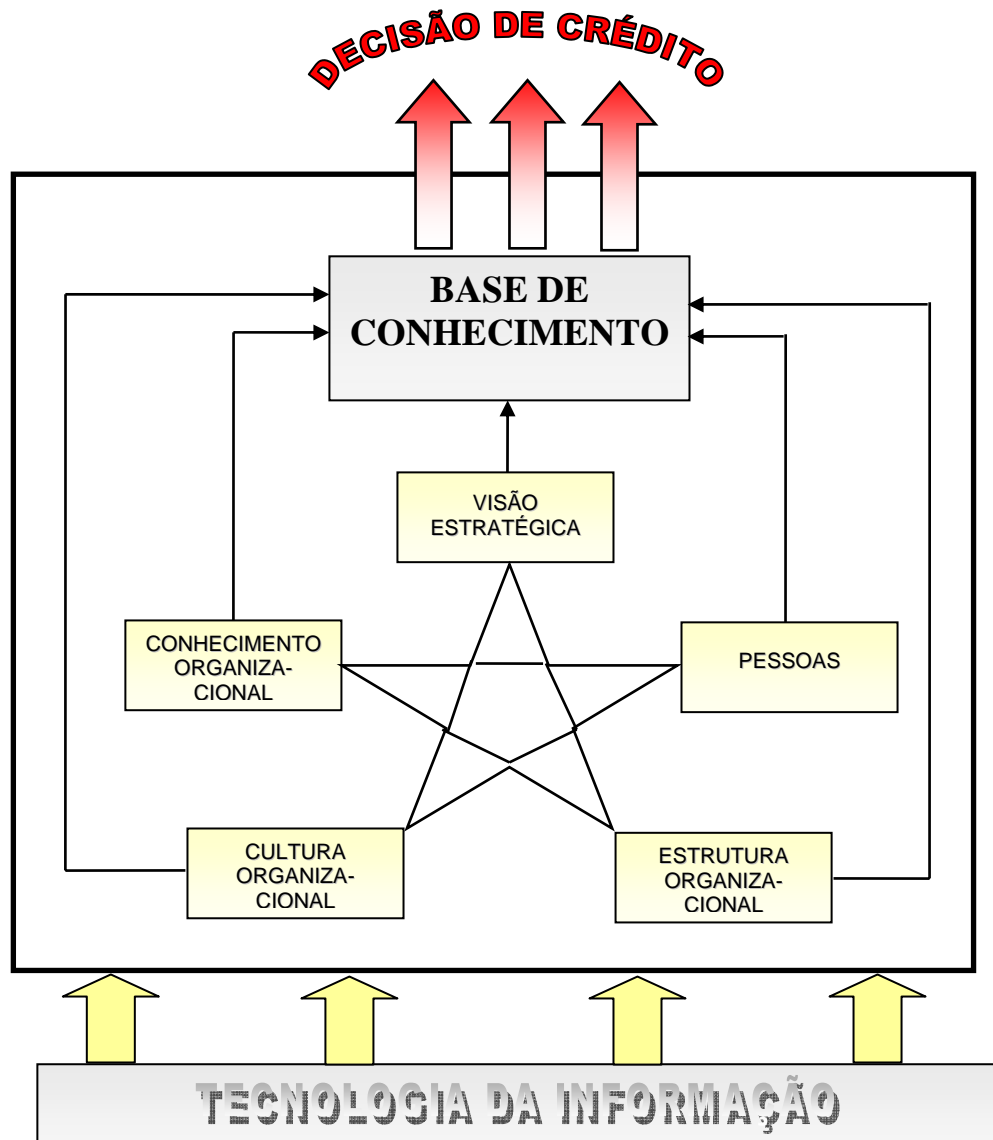 DECISÃO DE CRÉDITO
BASE DE
CONHECIMENTO
VISÃO
ESTRATÉGICA
CONHECIMENTO
ORGANIZA-
CIONAL
PESSOAS
CULTURA
ORGANIZA-
CIONAL
ESTRUTURA
ORGANIZA-
CIONAL
TECNOLOGIA DA INFORMAÇÃO